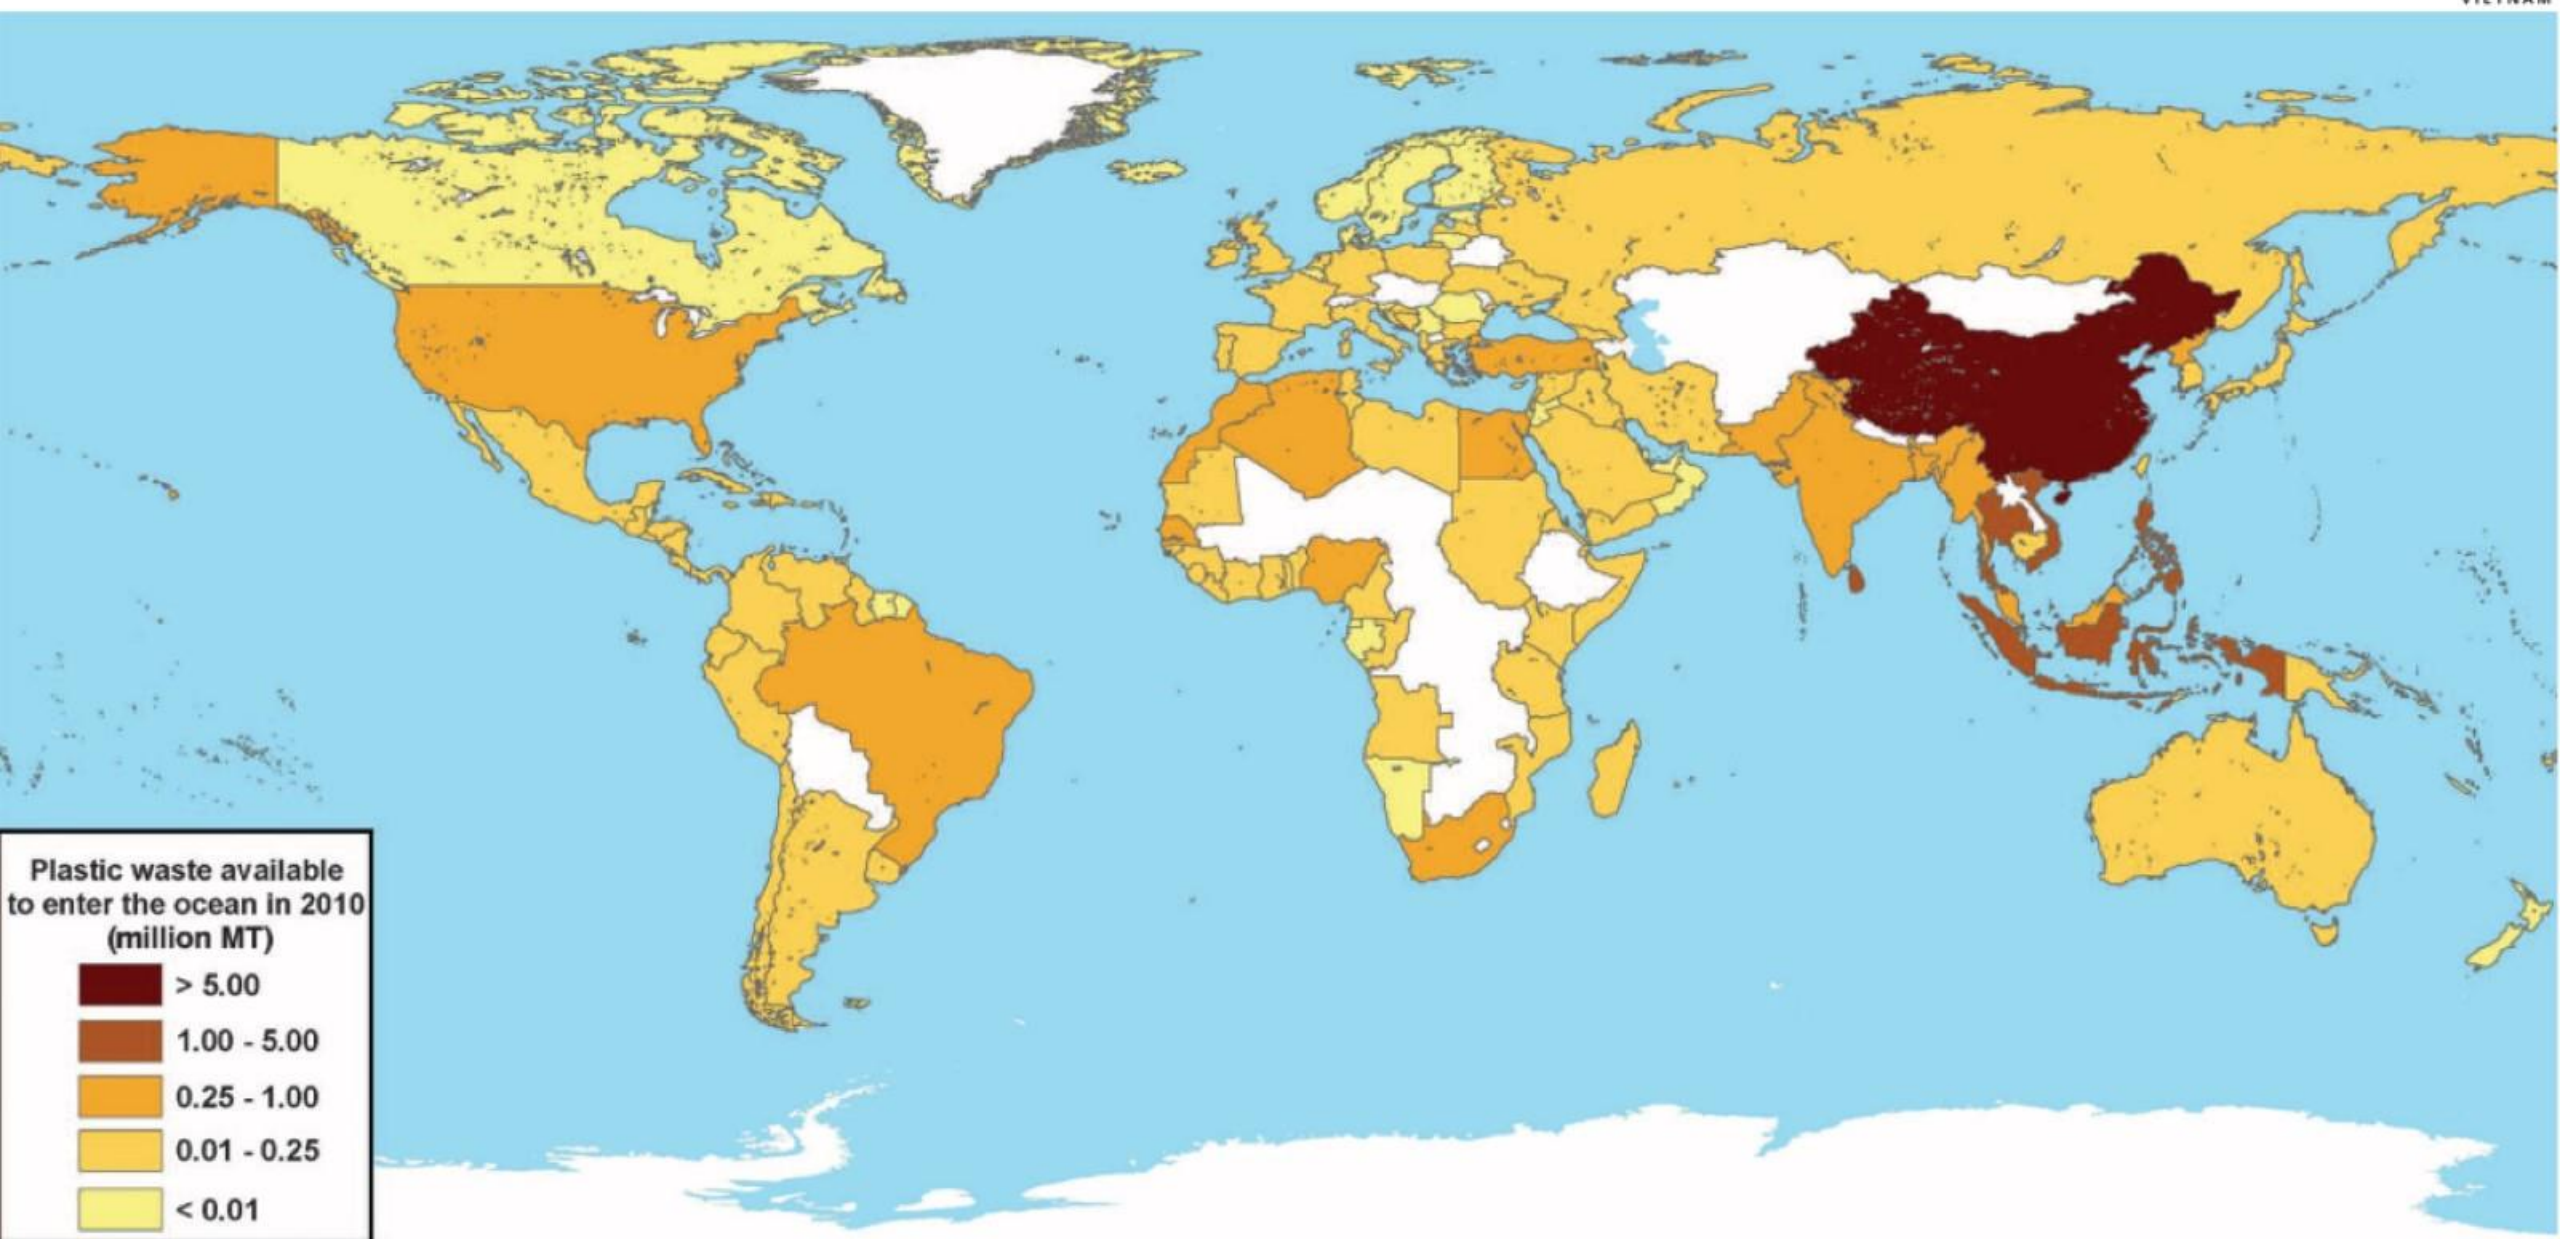 VIETNAM
Plastic waste available
to enter the ocean in 2010
(million MT)
> 5.00
1.00 - 5.00
0.25 - 1.00
0.01 - 0.25
< 0.01